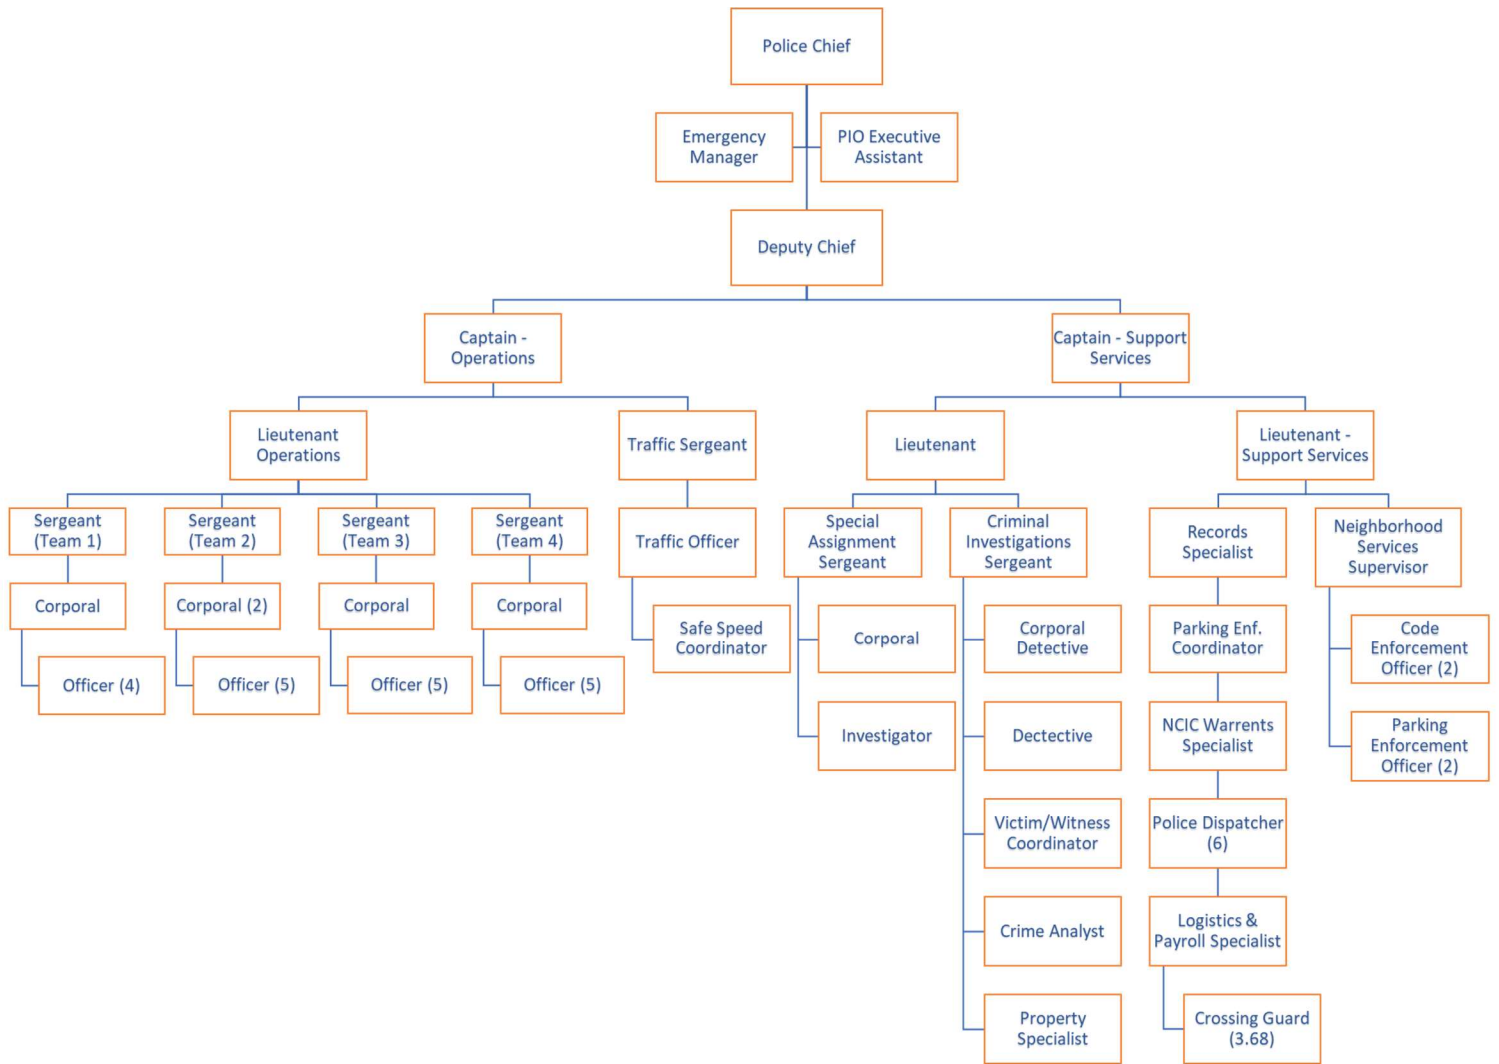 Police Chief
Emergency
Manager
PIO Executive
Assistant
Deputy Chief
Captain -
Operations
Captain - Support
Services
Lieutenant
Operations
Traffic Sergeant
Lieutenant
Lieutenant -
Support Services
Sergeant
(Team 1)
Sergeant
(Team 2)
Sergeant
(Team 3)
Sergeant
(Team 4)
Traffic Officer
Special
Assignment
Sergeant
Criminal
Investigations
Sergeant
Records
Specialist
Neighborhood
Services
Supervisor
Corporal
Corporal (2)
Corporal
Corporal
Safe Speed
Coordinator
Corporal
Corporal
Detective
Parking Enf.
Coordinator
Code
Enforcement
Officer (2)
Officer (4)
Officer (5)
Officer (5)
Officer (5)
Investigator
Dectective
NCIC Warrents
Specialist
Parking
Enforcement
Officer (2)
Victim/Witness
Coordinator
Police Dispatcher
(6)
Crime Analyst
Logistics &
Payroll Specialist
Property
Specialist
Crossing Guard
(3.68)